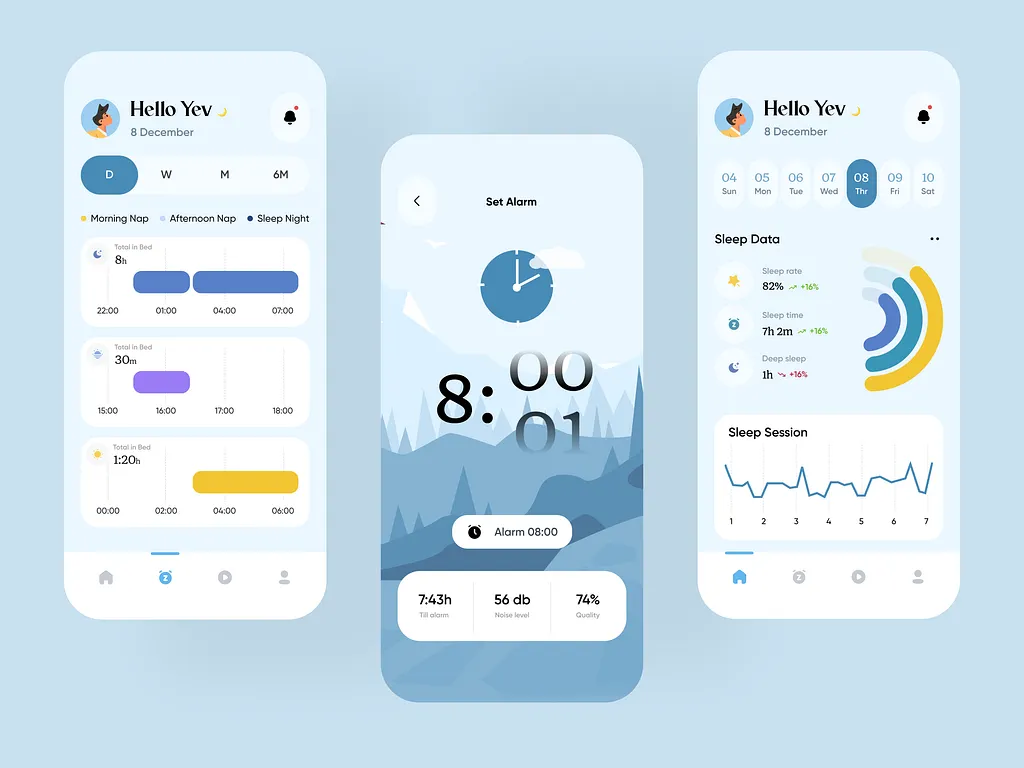 Hello Yev
8 December
D W M 6M
Morning Nap Afternoon Nap Sleep Night
Total in Bed
8h
22:00 01:00 04:00 07:00
Total in Bed
30m
15:00 16:00 17:00 18:00
Total in Bed
1:20h
00:00 02:00 04:00 06:00
z
Set Alarm
8: 00
01
Alarm 08:00
7:43h 56 db 74%
Till alarm Noise level Quality
Hello Yev
8 December
04 05 06 07 08 09 10
Sun Mon Tue Wed Thr Fri Sat
Sleep Data
Sleep rate
82% +16%
Sleep time
7h 2m +16%
Deep sleep
1h +16%
Sleep Session
1 2 3 4 5 6 7
z